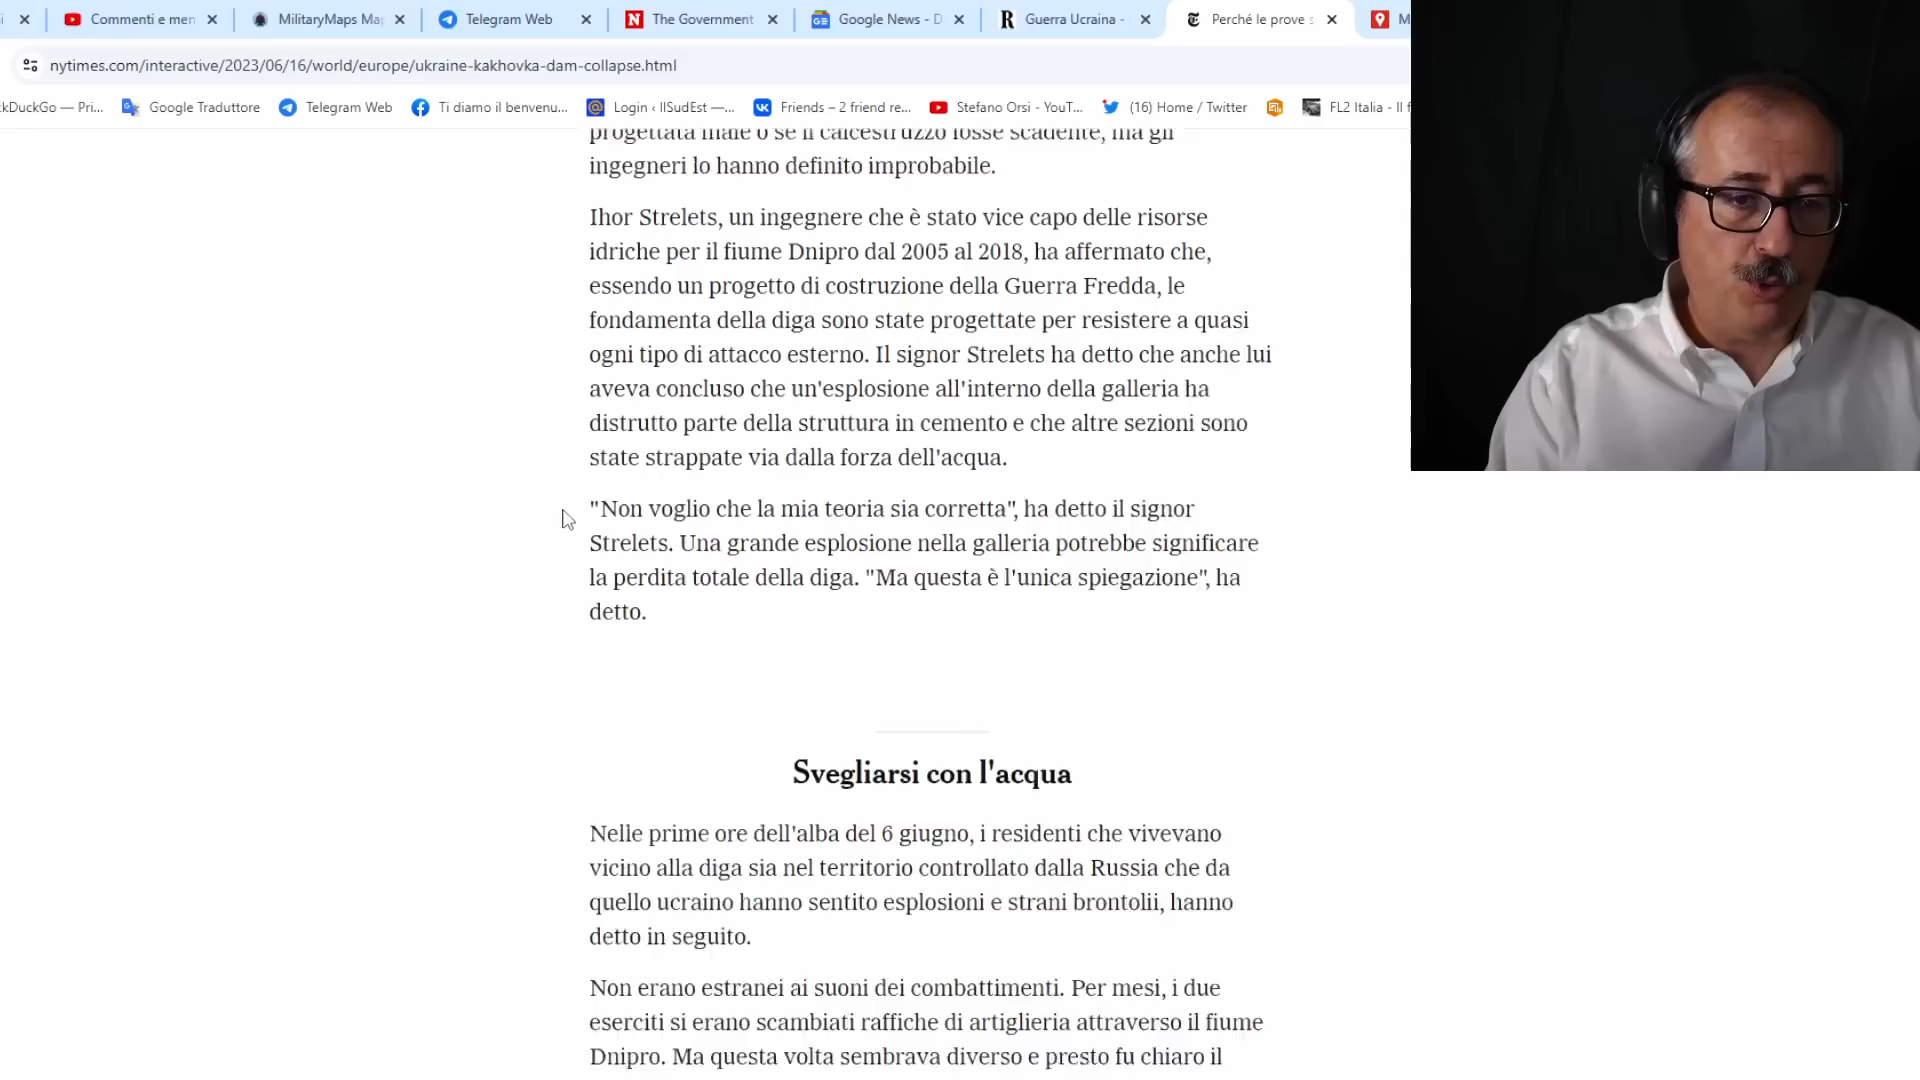 Commenti e men
MilitaryMaps Ma
Telegram Web
The Government
Google News - D
Guerra Ucraina -
Perché le prove s
M
nytimes.com/interactive/2023/06/16/world/europe/ukraine-kakhovka-dam-collapse.html
ckDuckGo — Pri...
Google Traduttore
Telegram Web
Ti diamo il benvenu...
Login ‹ IlSudEst —...
Friends – 2 friend re...
Stefano Orsi - YouT...
(16) Home / Twitter
FL2 Italia - Il f
progettata male o se il calcestruzzo fosse scadente, ma gli
ingegneri lo hanno definito improbabile.
Ihor Strelets, un ingegnere che è stato vice capo delle risorse
idriche per il fiume Dnipro dal 2005 al 2018, ha affermato che,
essendo un progetto di costruzione della Guerra Fredda, le
fondamenta della diga sono state progettate per resistere a quasi
ogni tipo di attacco esterno. Il signor Strelets ha detto che anche lui
aveva concluso che un'esplosione all'interno della galleria ha
distrutto parte della struttura in cemento e che altre sezioni sono
state strappate via dalla forza dell'acqua.
"Non voglio che la mia teoria sia corretta", ha detto il signor
Strelets. Una grande esplosione nella galleria potrebbe significare
la perdita totale della diga. "Ma questa è l'unica spiegazione", ha
detto.
Svegliarsi con l'acqua
Nelle prime ore dell'alba del 6 giugno, i residenti che vivevano
vicino alla diga sia nel territorio controllato dalla Russia che da
quello ucraino hanno sentito esplosioni e strani brontolii, hanno
detto in seguito.
Non erano estranei ai suoni dei combattimenti. Per mesi, i due
eserciti si erano scambiati raffiche di artiglieria attraverso il fiume
Dnipro. Ma questa volta sembrava diverso e presto fu chiaro il